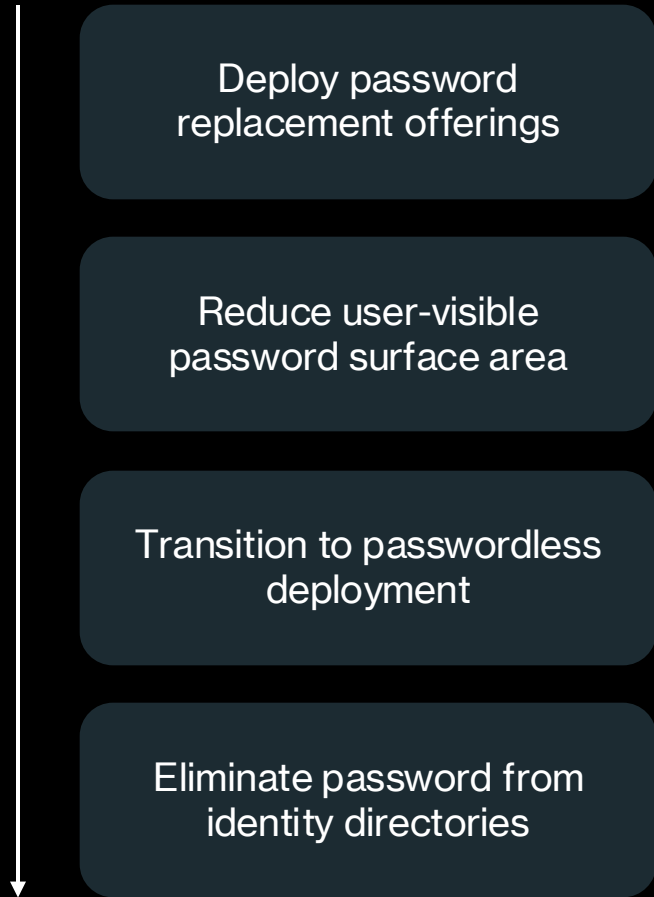 Deploy password
replacement offerings
Reduce user-visible
password surface area
Transition to passwordless
deployment
Eliminate password from
identity directories